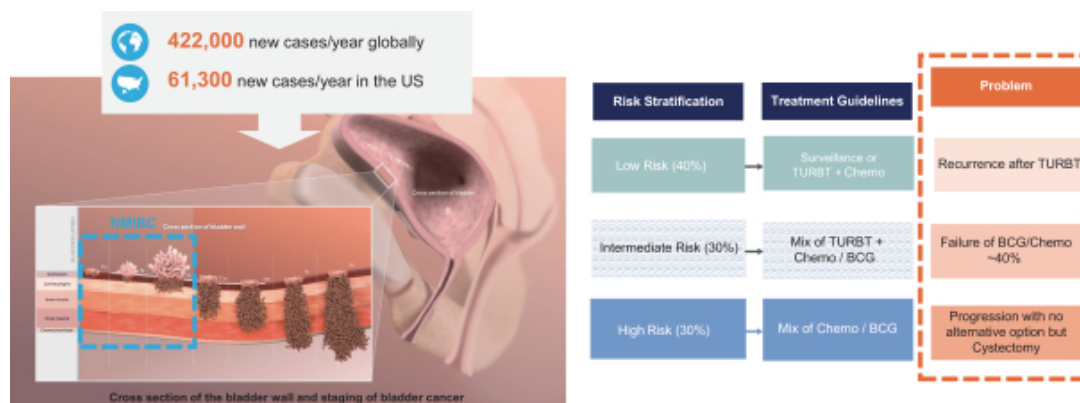 422,000 new cases/year globally
61,300 new cases/year in the US
Cross section of bladder
NMIBC
Cross section of bladder wall
Cross section of the bladder wall and staging of bladder cancer
Risk Stratification
Treatment Guidelines
Problem
Low Risk (40%)
Surveillance or
TURBT + Chemo
Recurrence after TURBT
Intermediate Risk (30%)
Mix of TURBT +
Chemo / BCG
Failure of BCG/Chemo
~40%
High Risk (30%)
Mix of Chemo / BCG
Progression with no
alternative option but
Cystectomy